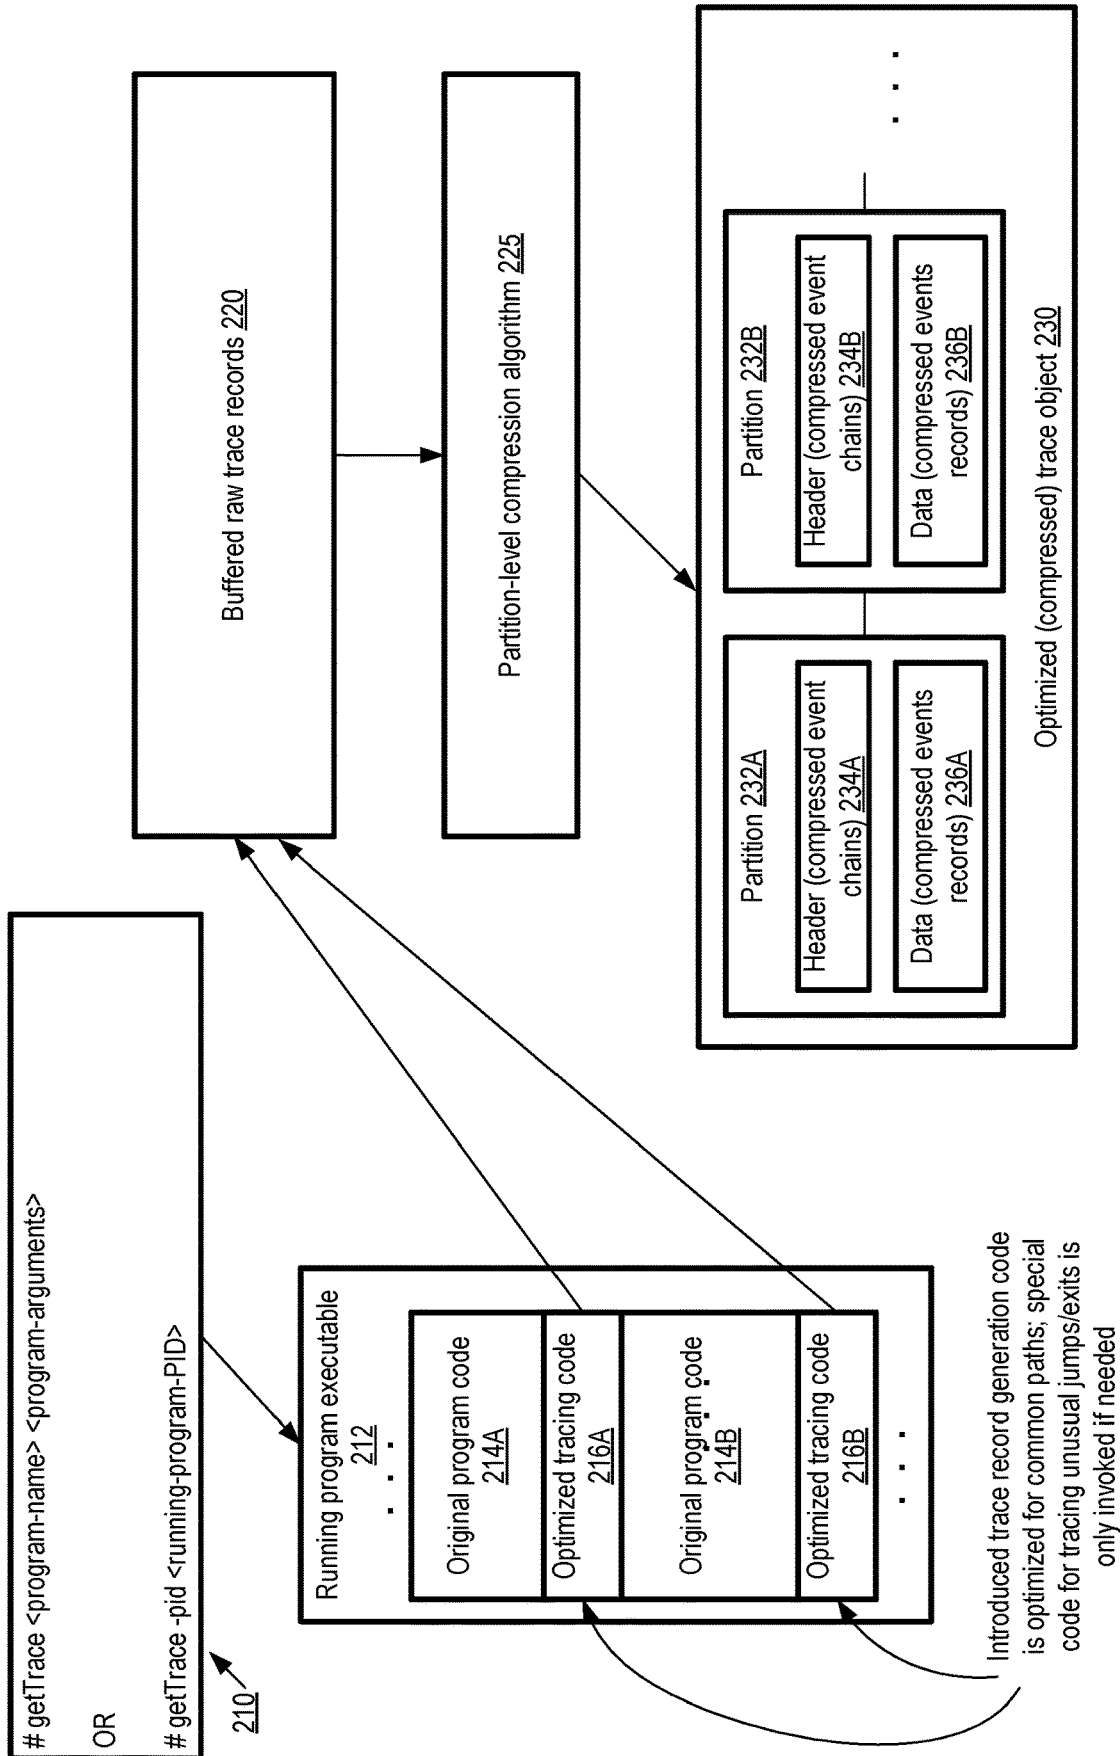 # getTrace <program-name> <program-arguments>
OR
# getTrace -pid <running-program-PID>
210
Running program executable
212
. . .
Original program code
214A
Optimized tracing code
216A
Original program code
. . .
214B
Optimized tracing code
216B
. . .
Introduced trace record generation code
is optimized for common paths; special
code for tracing unusual jumps/exits is
only invoked if needed
Buffered raw trace records 220
Partition-level compression algorithm 225
Partition 232A
Header (compressed event
chains) 234A
Data (compressed events
records) 236A
Partition 232B
Header (compressed event
chains) 234B
Data (compressed events
records) 236B
. . .
Optimized (compressed) trace object 230